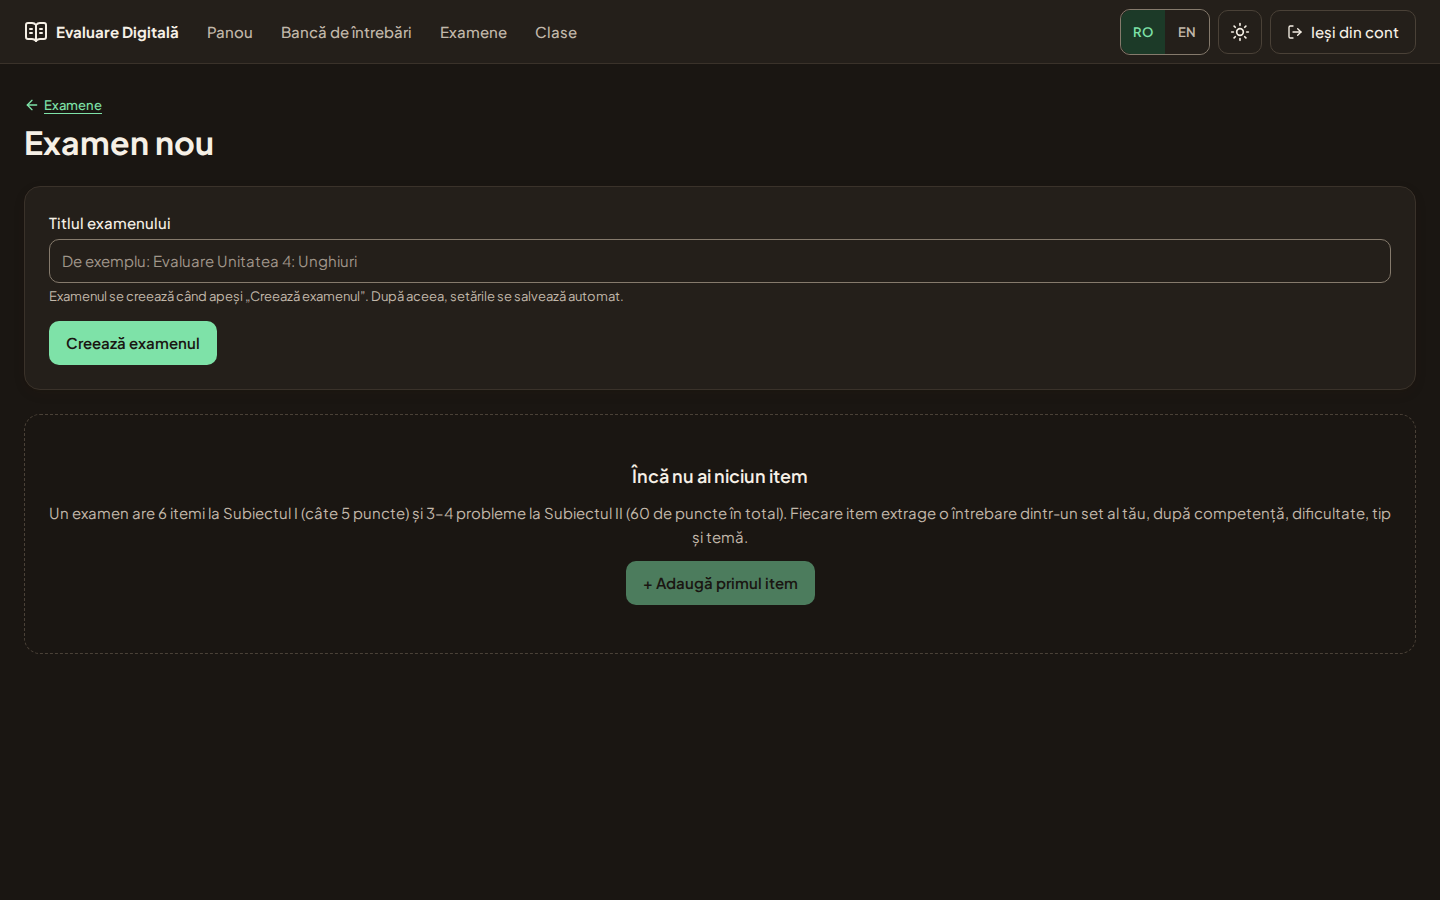 Evaluare Digitală Panou Bancă de întrebări Examene Clase RO EN Ieși din cont
← Examene
Examen nou
Titlul examenului
De exemplu: Evaluare Unitatea 4: Unghiuri
Examenul se creează când apeși „Creează examenul”. După aceea, setările se salvează automat.
Creează examenul
Încă nu ai niciun item
Un examen are 6 itemi la Subiectul I (câte 5 puncte) și 3–4 probleme la Subiectul II (60 de puncte în total). Fiecare item extrage o întrebare dintr-un set al tău, după competență, dificultate, tip
și temă.
+ Adaugă primul item